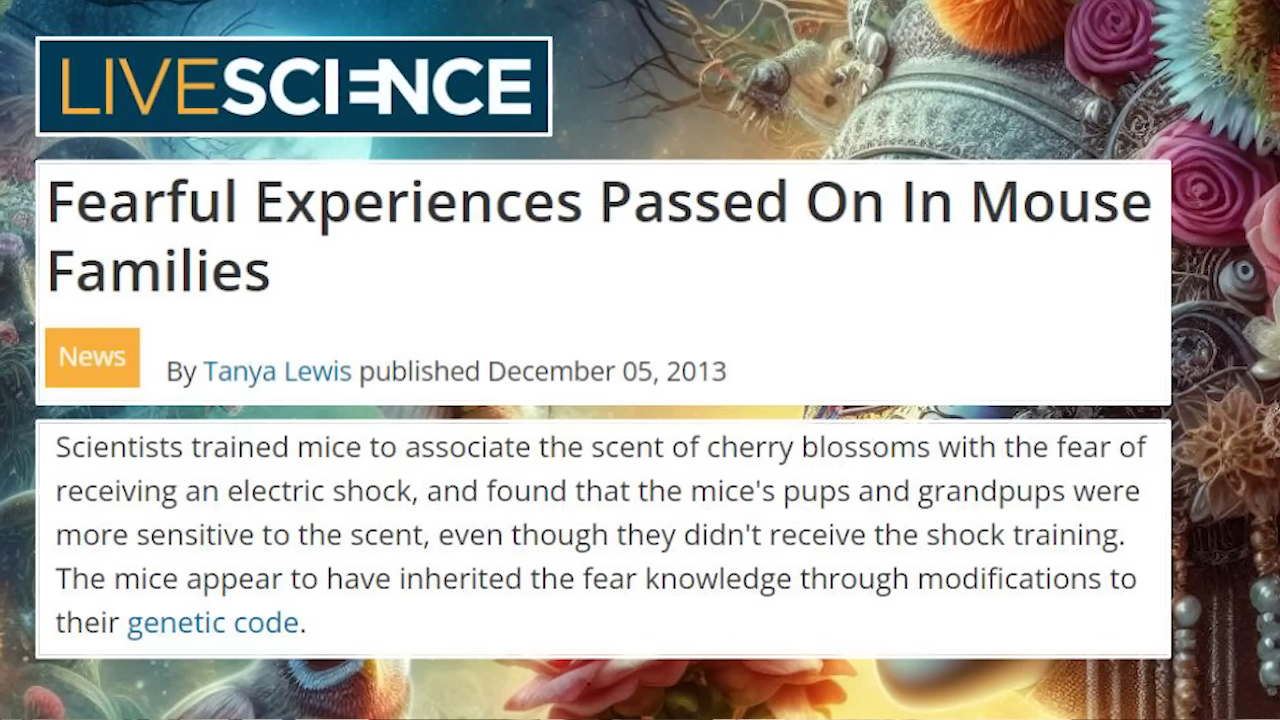 LIVESCIENCE
Fearful Experiences Passed On In Mouse
Families
News
By Tanya Lewis published December 05, 2013
Scientists trained mice to associate the scent of cherry blossoms with the fear of
receiving an electric shock, and found that the mice's pups and grandpups were
more sensitive to the scent, even though they didn't receive the shock training.
The mice appear to have inherited the fear knowledge through modifications to
their genetic code.